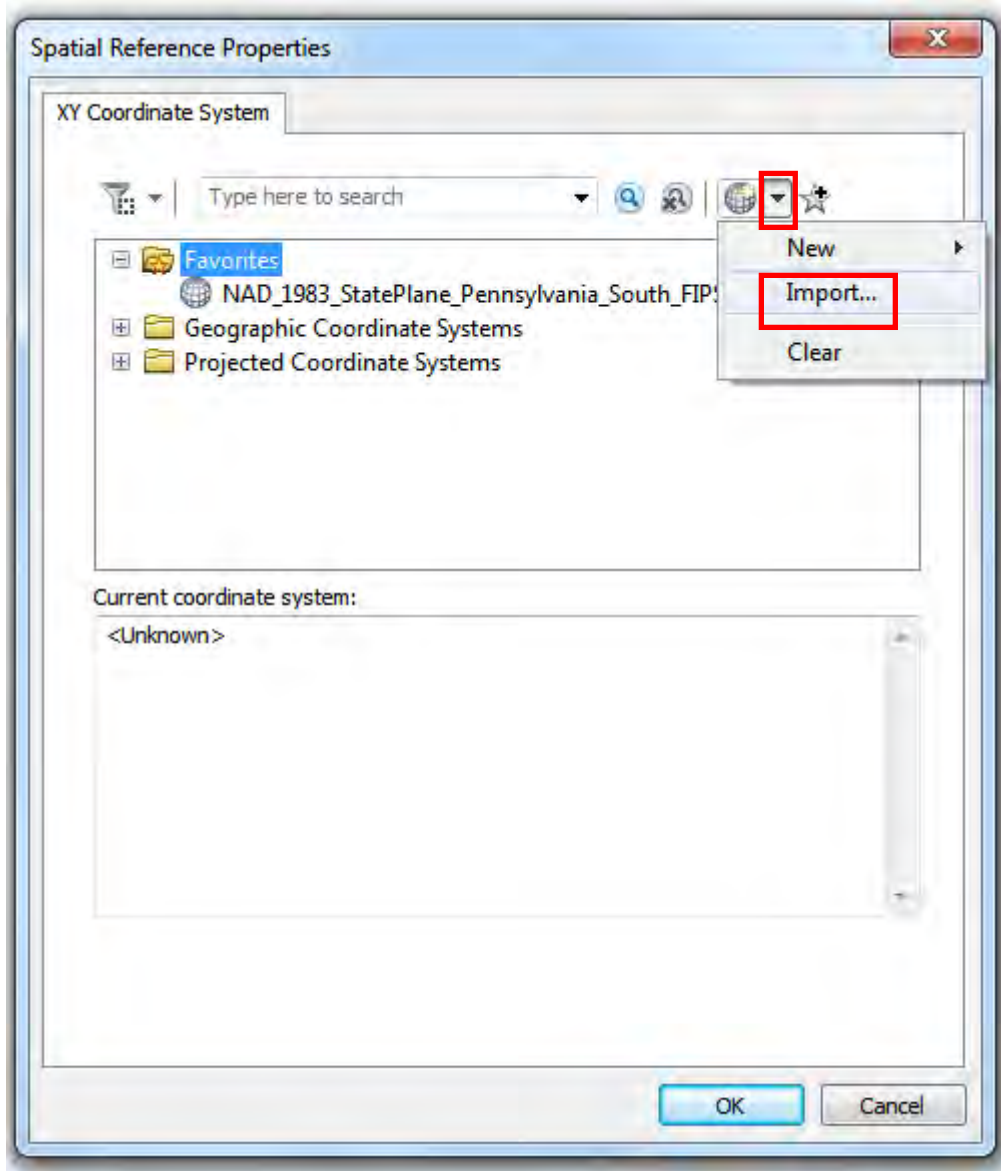 Spatial Reference Properties
XY Coordinate System
Type here to search
New
Favorites
Import...
NAD_1983_StatePlane_Pennsylvania_South_FIPS
Geographic Coordinate Systems
Clear
Projected Coordinate Systems
Current coordinate system:
<Unknown>
OK
Cancel